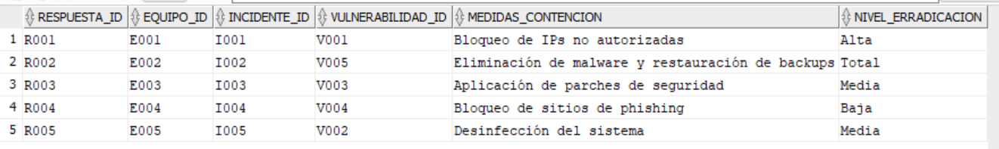 RESPUESTA_ID EQUIPO_ID INCIDENTE_ID VULNERABILIDAD_ID MEDIDAS_CONTENCION NIVEL_ERRADICACION
1 R001 E001 I001 V001 Bloqueo de IPs no autorizadas Alta
2 R002 E002 I002 V005 Eliminación de malware y restauración de backups Total
3 R003 E003 I003 V003 Aplicación de parches de seguridad Media
4 R004 E004 I004 V004 Bloqueo de sitios de phishing Baja
5 R005 E005 I005 V002 Desinfección del sistema Media